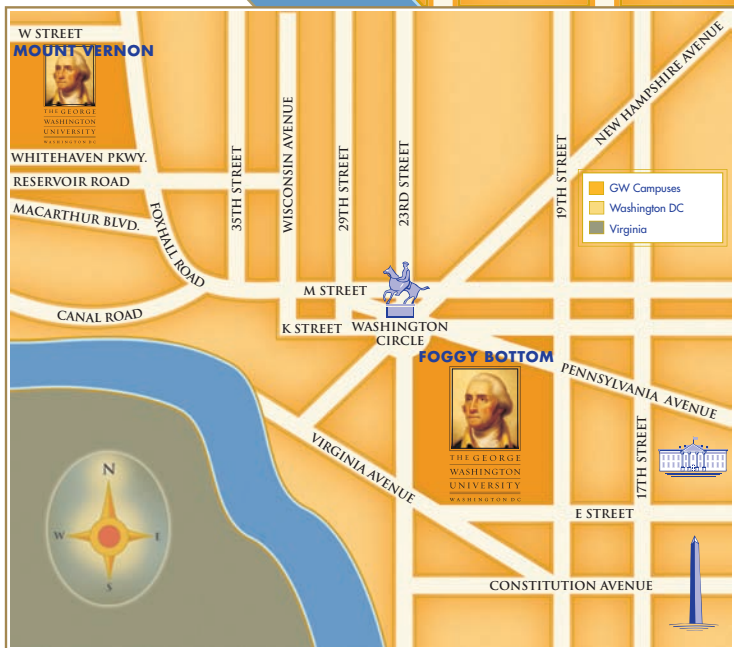 W STREET
MOUNT VERNON
THE GEORGE
WASHINGTON
UNIVERSITY
WASHINGTON DC
WHITEHAVEN PKWY.
RESERVOIR ROAD
MACARTHUR BLVD.
FOXHALL ROAD
CANAL ROAD
35TH STREET
WISCONSIN AVENUE
29TH STREET
23RD STREET
19TH STREET
NEW HAMPSHIRE AVENUE
GW Campuses
Washington DC
Virginia
M STREET
K STREET
WASHINGTON
CIRCLE
FOGGY BOTTOM
THE GEORGE
WASHINGTON
UNIVERSITY
WASHINGTON DC
PENNSYLVANIA AVENUE
VIRGINIA AVENUE
17TH STREET
E STREET
CONSTITUTION AVENUE
N
W
E
S